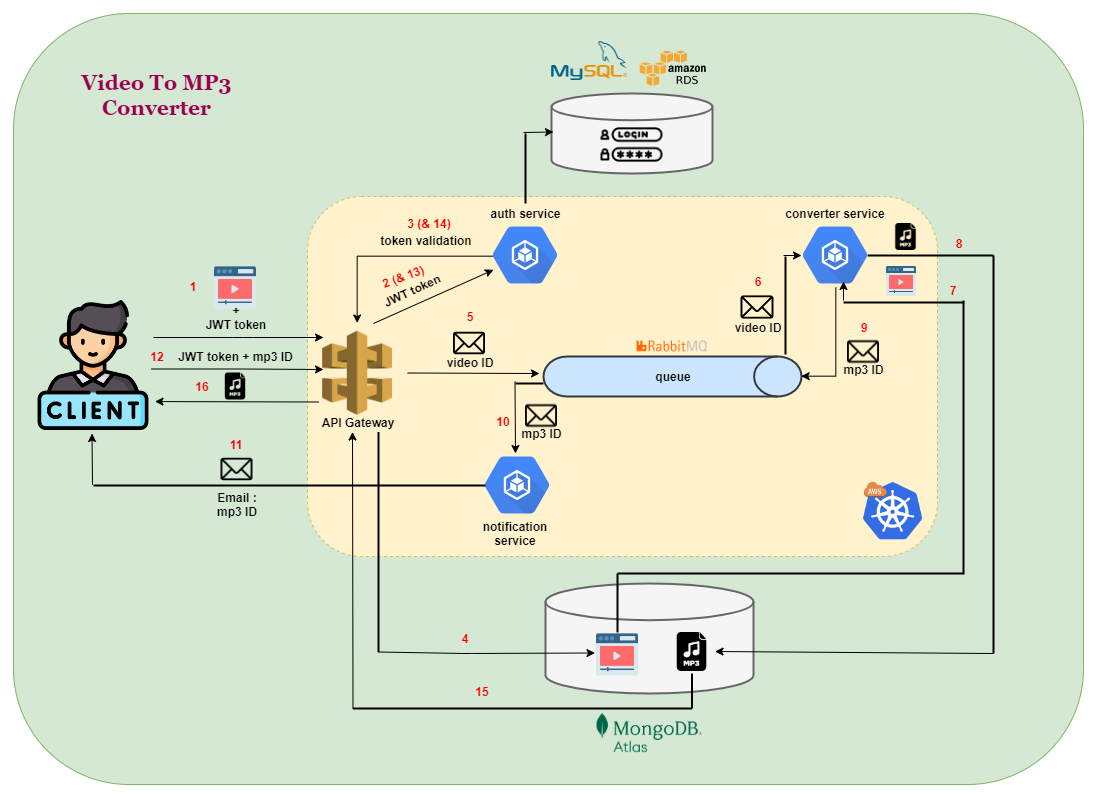 Video To MP3
Converter
MySQL®
amazon
RDS
LOGIN
****
auth service
converter service
3 (& 14)
token validation
2 (& 13)
JWT token
MP3
8
7
1
+
JWT token
12
JWT token + mp3 ID
16
CLIENT
API Gateway
5
video ID
6
video ID
RabbitMQ
queue
9
mp3 ID
10
mp3 ID
11
Email :
mp3 ID
notification
service
AWS
4
MP3
15
MongoDB®
Atlas